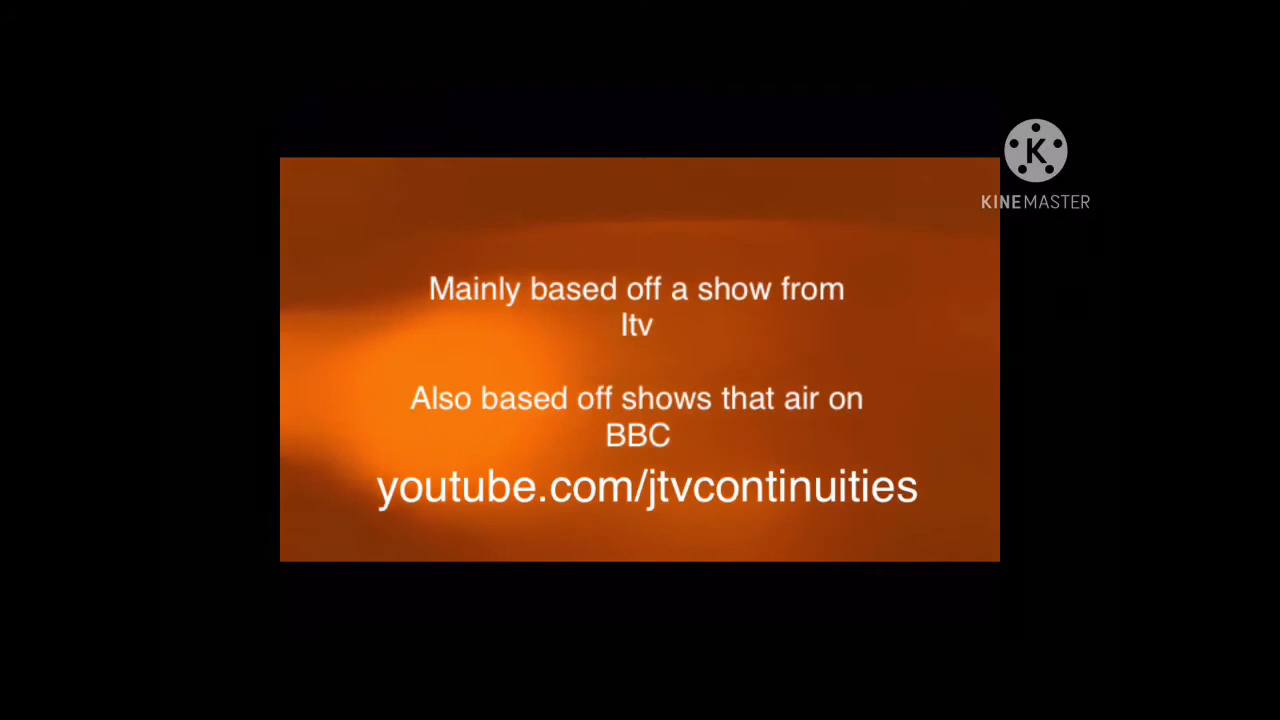 K
KINEMASTER
Mainly based off a show from
Itv
Also based off shows that air on
BBC
youtube.com/jtvcontinuities